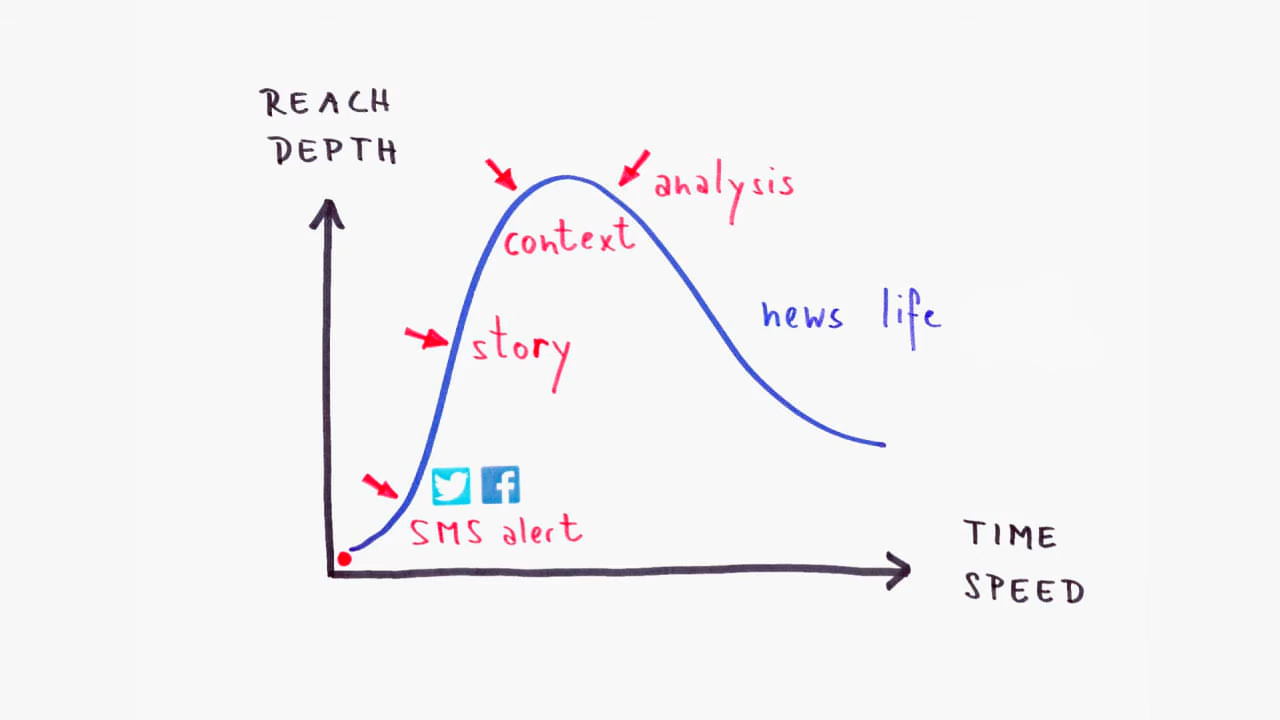 REACH
DEPTH
analysis
context
news life
story
SMS alert
TIME
SPEED